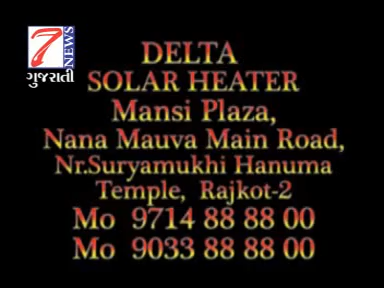 7
NEWS
ગુજરાતી
DELTA
SOLAR HEATER
Mansi Plaza,
Nana Mauva Main Road,
Nr.Suryamukhi Hanuma
Temple, Rajkot-2
Mo 9714 88 88 00
Mo 9033 88 88 00